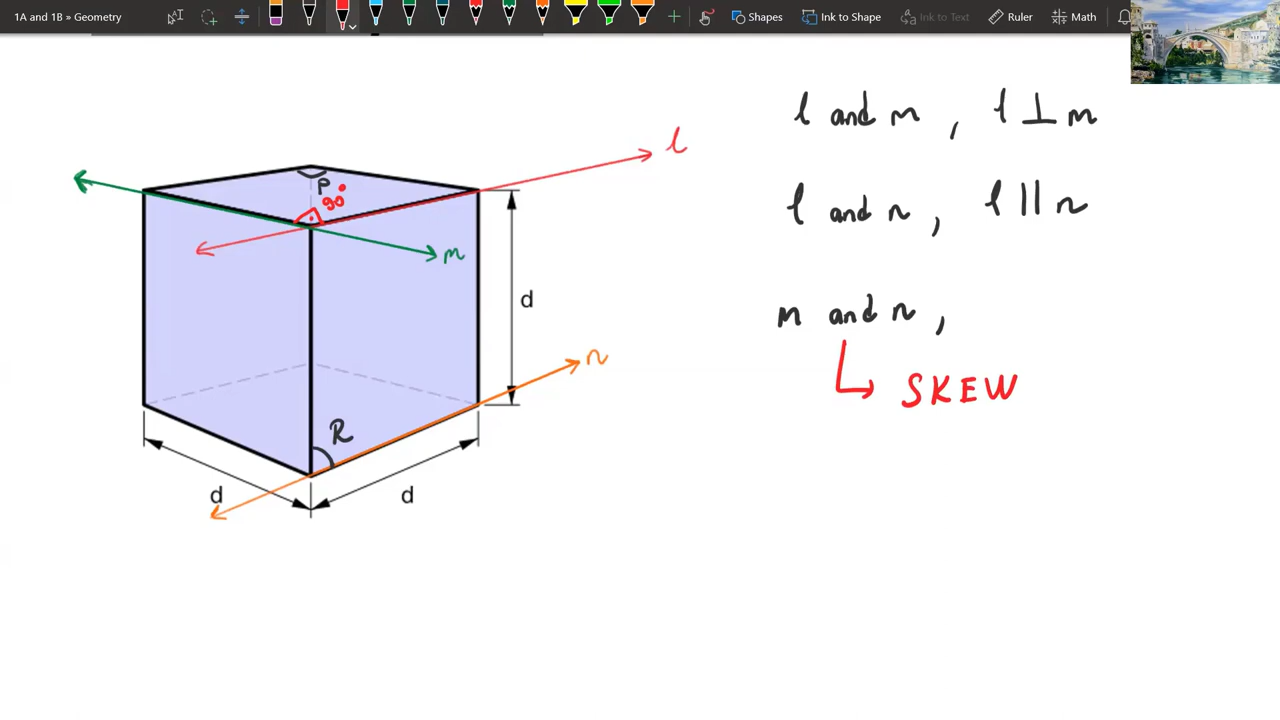 1A and 1B » Geometry
Shapes
Ink to Shape
Ink to Text
Ruler
Math
l and m , l ⊥ m
l
P
90°
l and n , l || n
m
d
m and n ,
n
SKEW
R
d
d